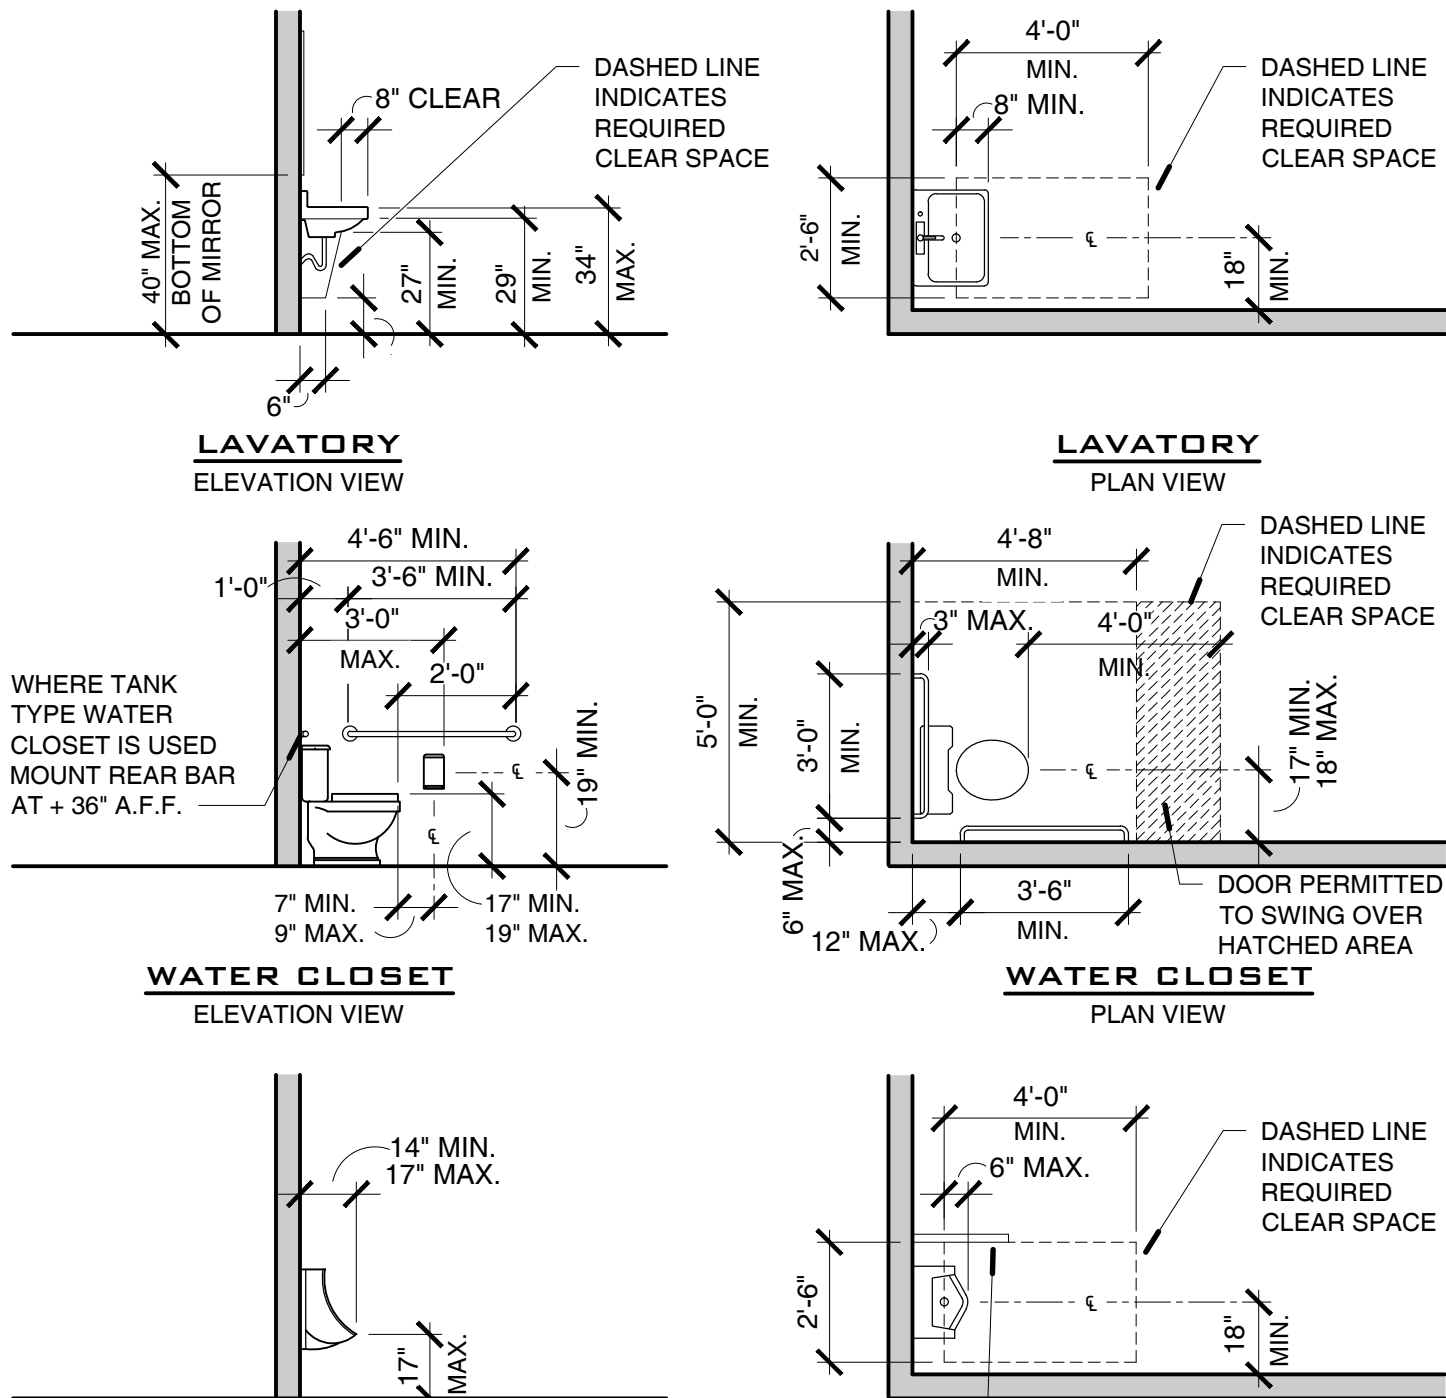 8" CLEAR
DASHED LINE
INDICATES
REQUIRED
CLEAR SPACE
40" MAX.
BOTTOM
OF MIRROR
27"
MIN.
29"
MIN.
34"
MAX.
6"
LAVATORY
ELEVATION VIEW
4'-0"
MIN.
8" MIN.
DASHED LINE
INDICATES
REQUIRED
CLEAR SPACE
2'-6"
MIN.
℄
18"
MIN.
LAVATORY
PLAN VIEW
4'-6" MIN.
1'-0"
3'-6" MIN.
3'-0"
MAX.
2'-0"
WHERE TANK
TYPE WATER
CLOSET IS USED
MOUNT REAR BAR
AT + 36" A.F.F.
℄
19" MIN.
℄
7" MIN.
9" MAX.
17" MIN.
19" MAX.
WATER CLOSET
ELEVATION VIEW
4'-8"
MIN.
DASHED LINE
INDICATES
REQUIRED
CLEAR SPACE
3" MAX.
4'-0"
MIN.
5'-0"
MIN.
3'-0"
MIN.
℄
17" MIN.
18" MAX.
6" MAX.
12" MAX.
3'-6"
MIN.
DOOR PERMITTED
TO SWING OVER
HATCHED AREA
WATER CLOSET
PLAN VIEW
14" MIN.
17" MAX.
17"
MAX.
4'-0"
MIN.
6" MAX.
DASHED LINE
INDICATES
REQUIRED
CLEAR SPACE
2'-6"
℄
18"
MIN.